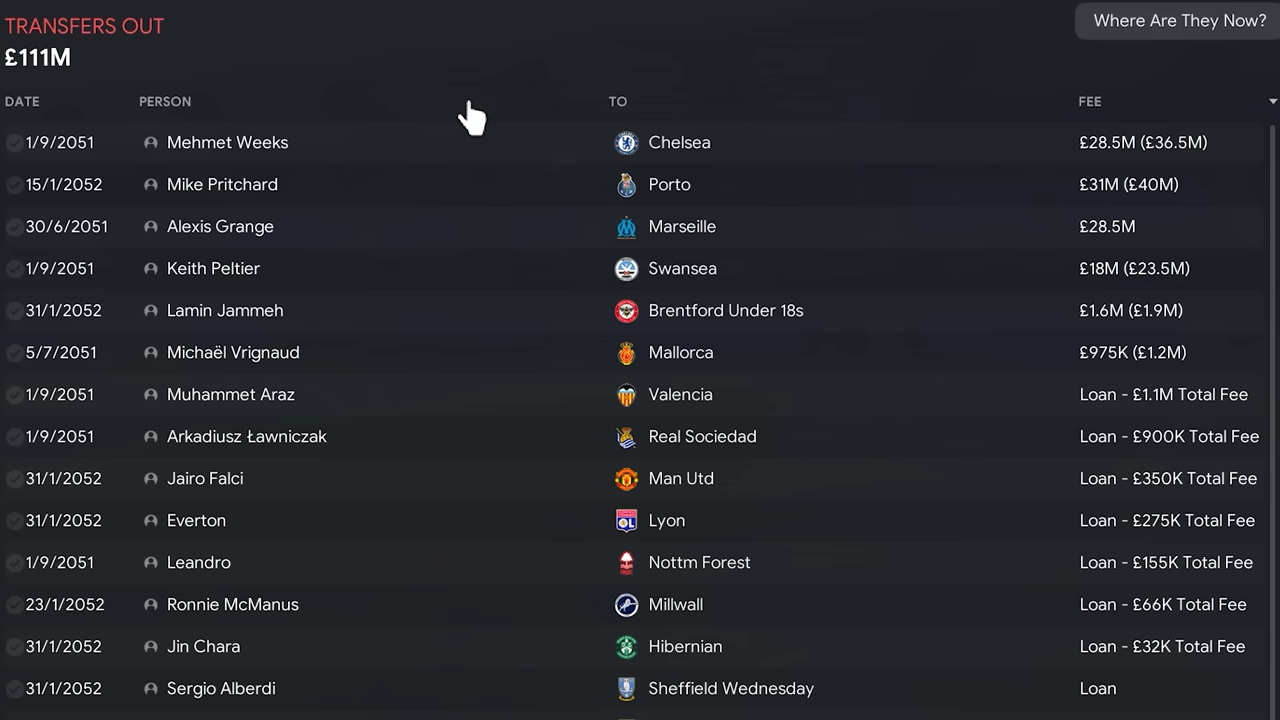 TRANSFERS OUT
Where Are They Now?
£111M
DATE PERSON TO FEE
1/9/2051 Mehmet Weeks Chelsea £28.5M (£36.5M)
15/1/2052 Mike Pritchard Porto £31M (£40M)
30/6/2051 Alexis Grange Marseille £28.5M
1/9/2051 Keith Peltier Swansea £18M (£23.5M)
31/1/2052 Lamin Jammeh Brentford Under 18s £1.6M (£1.9M)
5/7/2051 Michaël Vrignaud Mallorca £975K (£1.2M)
1/9/2051 Muhammet Araz Valencia Loan - £1.1M Total Fee
1/9/2051 Arkadiusz Ławniczak Real Sociedad Loan - £900K Total Fee
31/1/2052 Jairo Falci Man Utd Loan - £350K Total Fee
31/1/2052 Everton Lyon Loan - £275K Total Fee
1/9/2051 Leandro Nottm Forest Loan - £155K Total Fee
23/1/2052 Ronnie McManus Millwall Loan - £66K Total Fee
31/1/2052 Jin Chara Hibernian Loan - £32K Total Fee
31/1/2052 Sergio Alberdi Sheffield Wednesday Loan